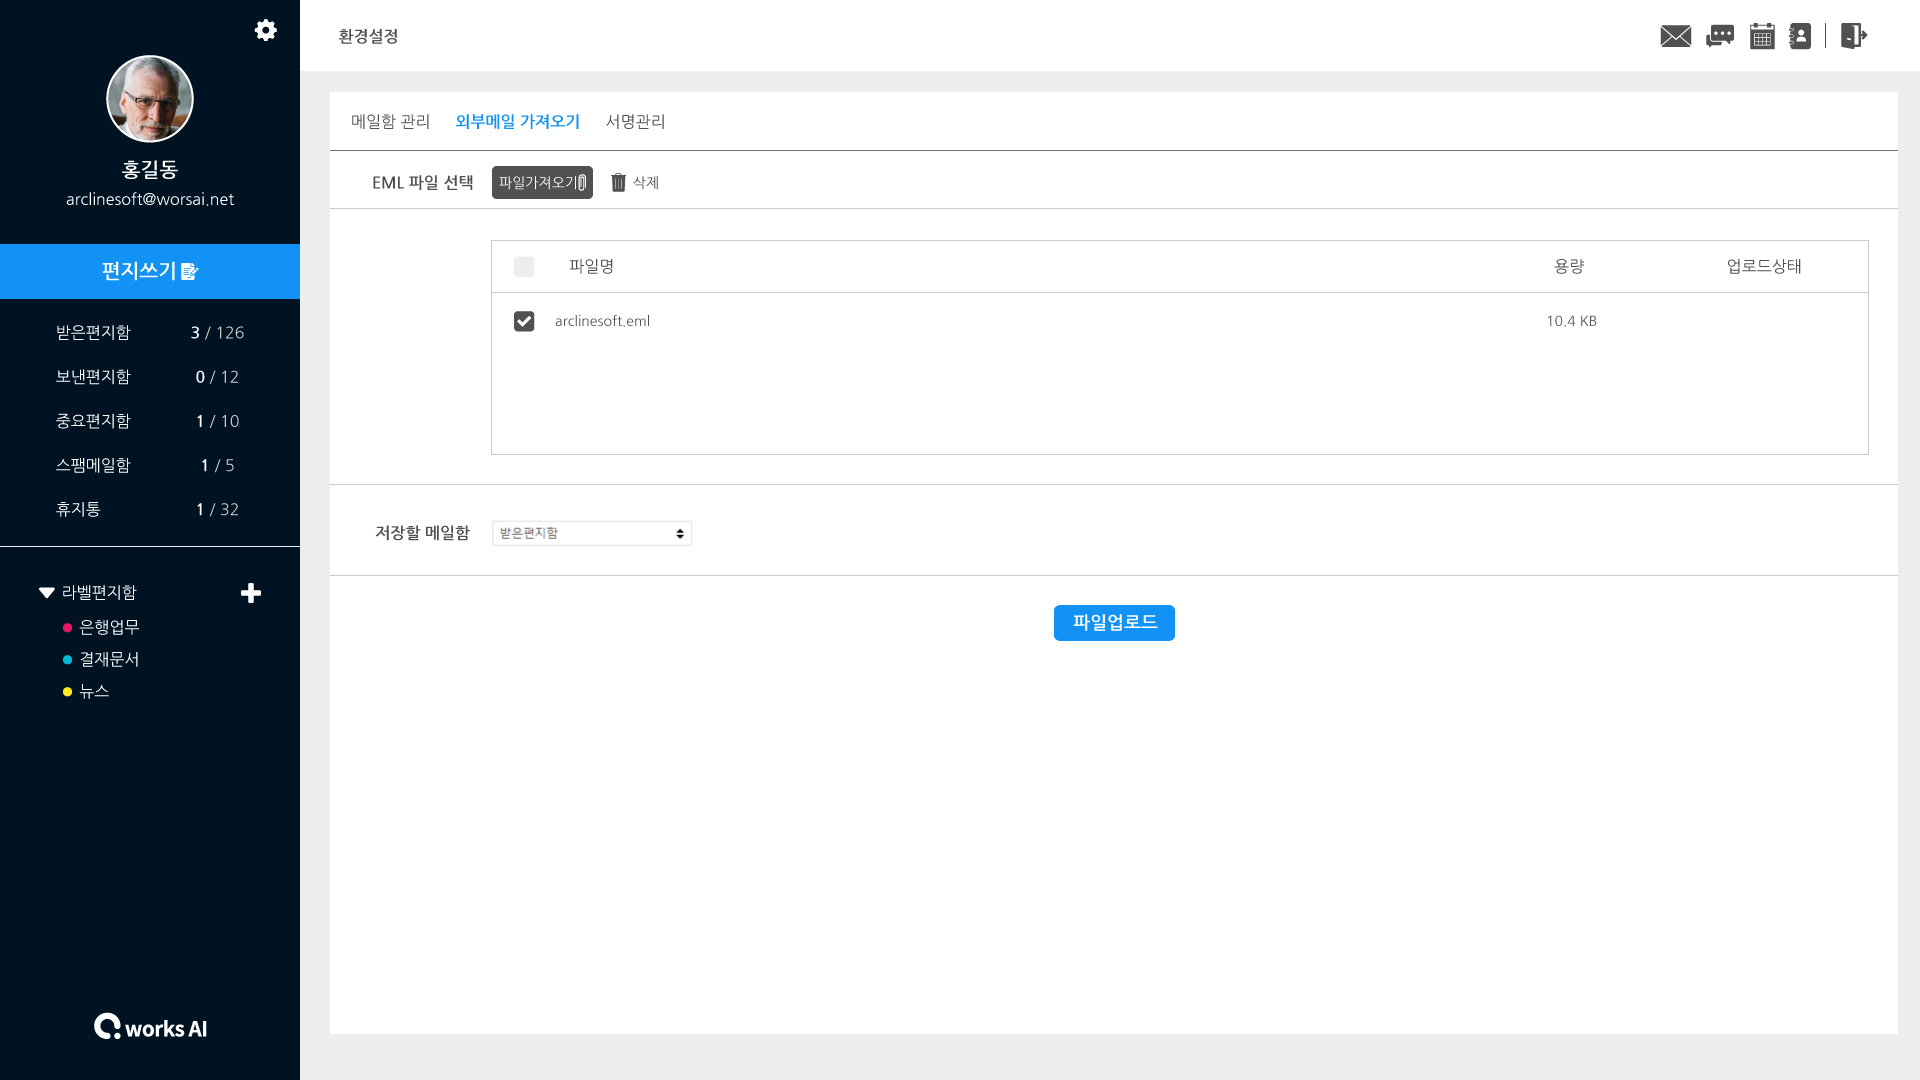 환경설정
홍길동
arclinesoft@worsai.net
편지쓰기
받은편지함 3 / 126
보낸편지함 0 / 12
중요편지함 1 / 10
스팸메일함 1 / 5
휴지통 1 / 32
라벨편지함
은행업무
결재문서
뉴스
works AI
메일함 관리 외부메일 가져오기 서명관리
EML 파일 선택 파일가져오기 삭제
파일명 용량 업로드상태
arclinesoft.eml 10.4 KB
저장할 메일함 받은편지함
파일업로드